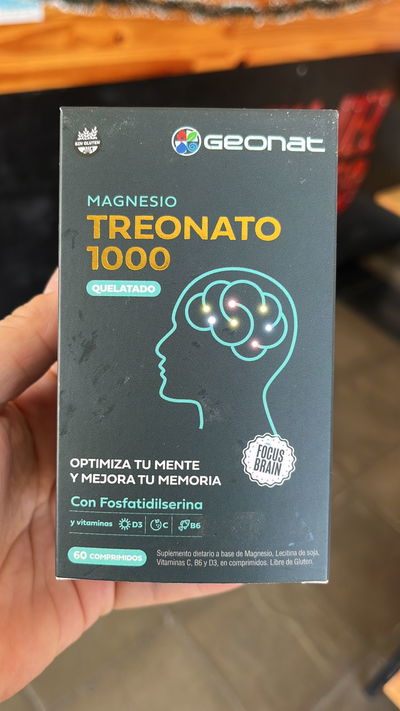 SIN GLUTEN
GEONAT
MAGNESIO
TREONATO
1000
QUELATADO
FOCUS
BRAIN
OPTIMIZA TU MENTE
Y MEJORA TU MEMORIA
Con Fosfatidilserina
y vitaminas D3 C B6
60 COMPRIMIDOS
Suplemento dietario a base de Magnesio, Lecitina de soja,
Vitaminas C, B6 y D3, en comprimidos. Libre de Gluten.